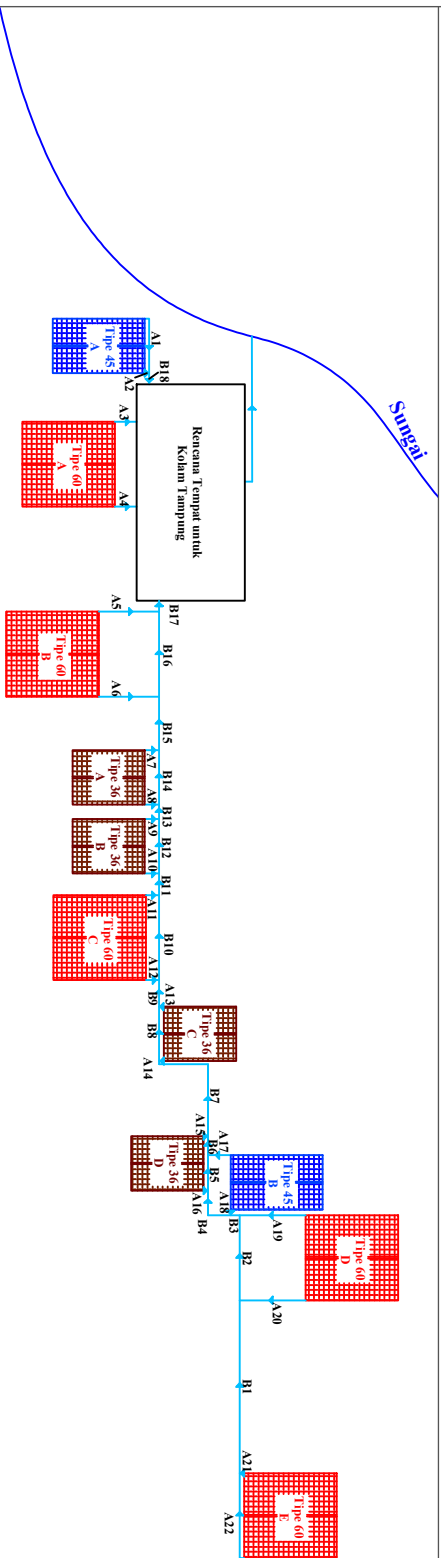 Sungai
A1
B18
Tipe 45
A
A2
A3
Tipe 60
A
A4
Rencana Tempat untuk
Kolam Tampung
B17
A5
Tipe 60
B
B16
A6
B15
A7
Tipe 36
A
B14
A8
B13
A9
Tipe 36
B
B12
A10
B11
A11
Tipe 60
C
B10
A12
B9
A13
Tipe 36
C
B8
A14
B7
A15
B6
A17
Tipe 36
D
B5
A16
B4
Tipe 45
B
A18
B3
A19
Tipe 60
D
B2
A20
B1
A21
Tipe 60
E
A22